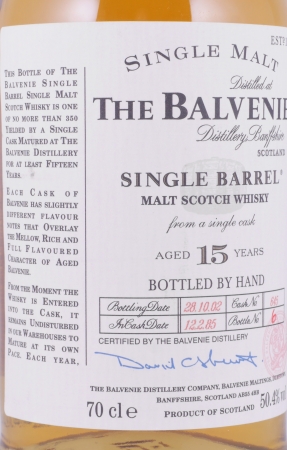 ESTD
SINGLE MALT
Distilled at
THE BALVENIE
Distillery, Banffshire
SCOTLAND
SINGLE BARREL
MALT SCOTCH WHISKY
from a single cask
AGED 15 YEARS
BOTTLED BY HAND
Bottling Date 28.10.02 Cask No
In Cask Date 12.2.85 Bottle No
CERTIFIED BY THE BALVENIE DISTILLERY
THE BALVENIE DISTILLERY COMPANY, BALVENIE MALTINGS,
BANFFSHIRE, SCOTLAND AB55 4BB
70 cl e PRODUCT OF SCOTLAND 50.4% vol
THIS BOTTLE OF THE
BALVENIE SINGLE
BARREL SINGLE MALT
SCOTCH WHISKY IS ONE
OF NO MORE THAN 350
YIELDED BY A SINGLE
CASK MATURED AT THE
BALVENIE DISTILLERY
FOR AT LEAST FIFTEEN
YEARS.
EACH CASK OF
BALVENIE HAS SLIGHTLY
DIFFERENT FLAVOUR
NOTES THAT OVERLAY
THE MELLOW, RICH AND
FULL FLAVOURED
CHARACTER OF AGED
BALVENIE.
FROM THE MOMENT THE
WHISKY IS ENTERED
INTO THE CASK, IT
REMAINS UNDISTURBED
IN OUR WAREHOUSES TO
MATURE AT ITS OWN
PACE. EACH YEAR,